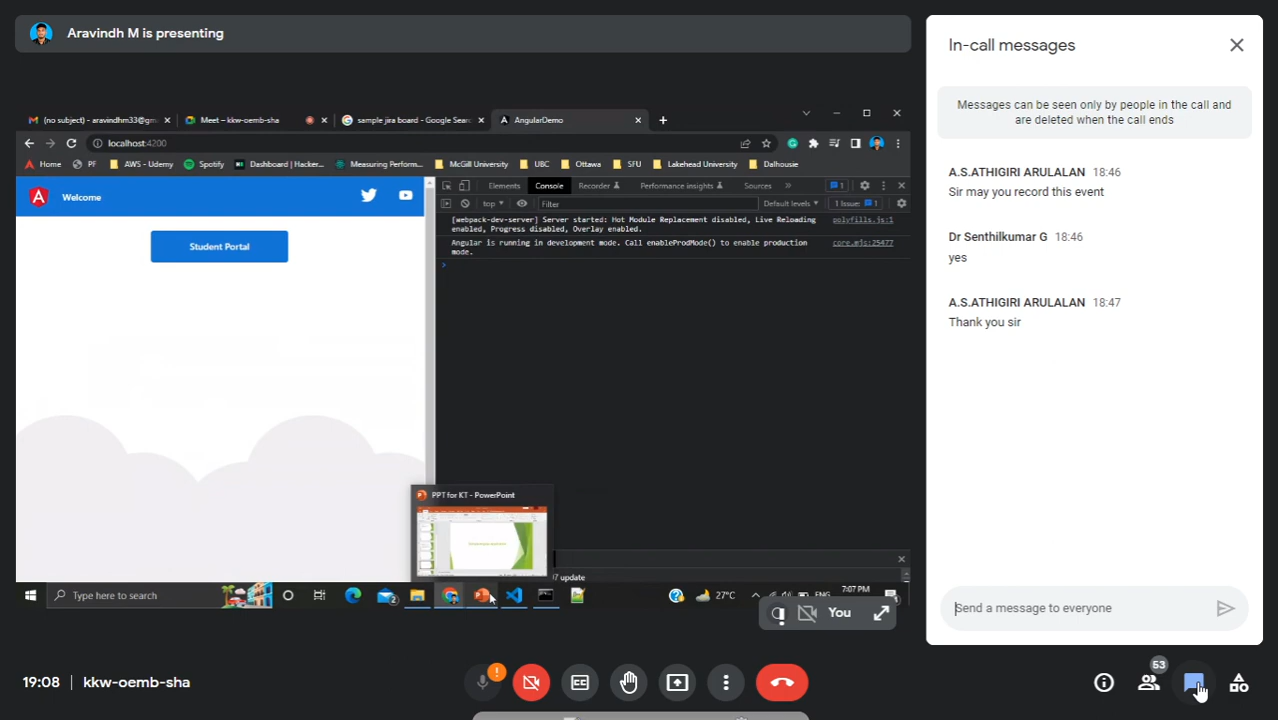 Aravindh M is presenting
(no subject) - aravindhm33@gm
Meet – kkw-oemb-sha
sample jira board - Google Searc
AngularDemo
localhost:4200
Home
PF
AWS - Udemy
Spotify
Dashboard | Hacker...
Measuring Perform...
McGill University
UBC
Ottawa
SFU
Lakehead University
Dalhousie
Welcome
Student Portal
Elements
Console
Recorder
Performance insights
Sources
»
1
top
Filter
Default levels
1 Issue:
1
[webpack-dev-server] Server started: Hot Module Replacement disabled, Live Reloading
enabled, Progress disabled, Overlay enabled.
polyfills.js:1
Angular is running in development mode. Call enableProdMode() to enable production
mode.
core.mjs:25477
PPT for KT - PowerPoint
update
Type here to search
2
27°C
ENG
7:07 PM
You
In-call messages
Messages can be seen only by people in the call and
are deleted when the call ends
A.S.ATHIGIRI ARULALAN 18:46
Sir may you record this event
Dr Senthilkumar G 18:46
yes
A.S.ATHIGIRI ARULALAN 18:47
Thank you sir
Send a message to everyone
19:08 | kkw-oemb-sha
53